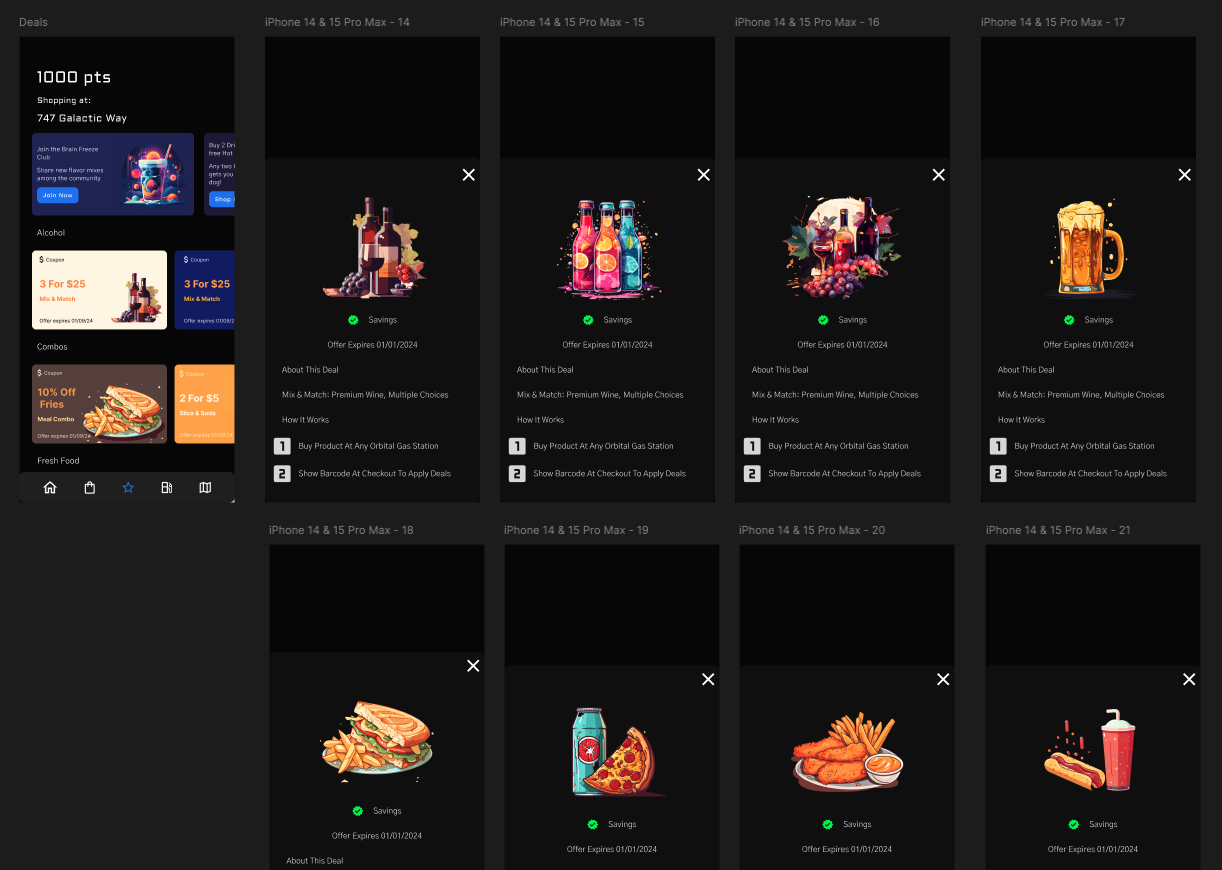 Deals
1000 pts
Shopping at:
747 Galactic Way
Join the Brain Freeze
Club
Share new flavor mixes
among the community
Join Now
Buy 2
free Hot
Any two
gets you
dog!
Shop
Alcohol
$ Coupon
3 For $25
Mix & Match
Offer expires 01/09/24
$ Coupon
3 For $25
Mix & Match
Offer expires 01/09/2
Combos
$ Coupon
10% Off
Fries
Meal Combo
Offer expires 01/09/24
$ Coupon
2 For $5
Slice & Soda
Offer expires 01/09/24
Fresh Food
iPhone 14 & 15 Pro Max - 14
Savings
Offer Expires 01/01/2024
About This Deal
Mix & Match: Premium Wine, Multiple Choices
How It Works
1 Buy Product At Any Orbital Gas Station
2 Show Barcode At Checkout To Apply Deals
iPhone 14 & 15 Pro Max - 15
Savings
Offer Expires 01/01/2024
About This Deal
Mix & Match: Premium Wine, Multiple Choices
How It Works
1 Buy Product At Any Orbital Gas Station
2 Show Barcode At Checkout To Apply Deals
iPhone 14 & 15 Pro Max - 16
Savings
Offer Expires 01/01/2024
About This Deal
Mix & Match: Premium Wine, Multiple Choices
How It Works
1 Buy Product At Any Orbital Gas Station
2 Show Barcode At Checkout To Apply Deals
iPhone 14 & 15 Pro Max - 17
Savings
Offer Expires 01/01/2024
About This Deal
Mix & Match: Premium Wine, Multiple Choices
How It Works
1 Buy Product At Any Orbital Gas Station
2 Show Barcode At Checkout To Apply Deals
iPhone 14 & 15 Pro Max - 18
Savings
Offer Expires 01/01/2024
About This Deal
iPhone 14 & 15 Pro Max - 19
Savings
Offer Expires 01/01/2024
iPhone 14 & 15 Pro Max - 20
Savings
Offer Expires 01/01/2024
iPhone 14 & 15 Pro Max - 21
Savings
Offer Expires 01/01/2024